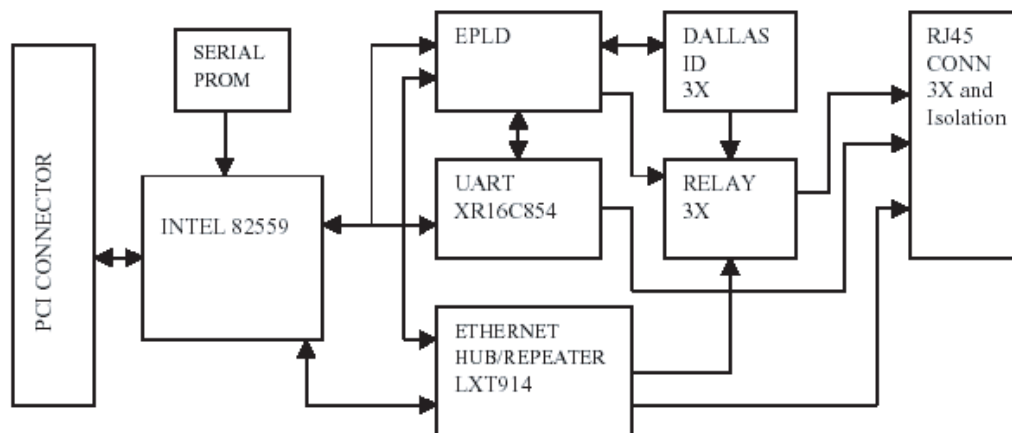 PCI CONNECTOR
SERIAL
PROM
INTEL 82559
EPLD
UART
XR16C854
ETHERNET
HUB/REPEATER
LXT914
DALLAS
ID
3X
RELAY
3X
RJ45
CONN
3X and
Isolation